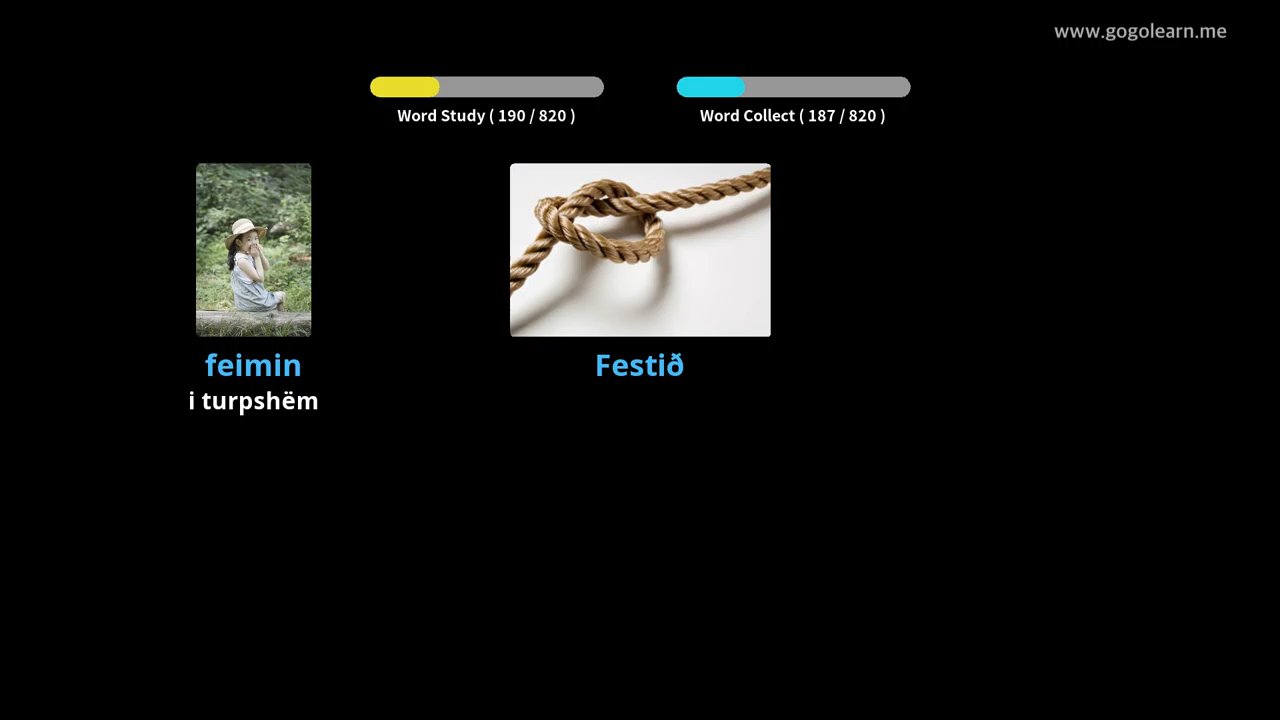 www.gogolearn.me
Word Study ( 190 / 820 )
Word Collect ( 187 / 820 )
feimin
i turpshëm
Festið